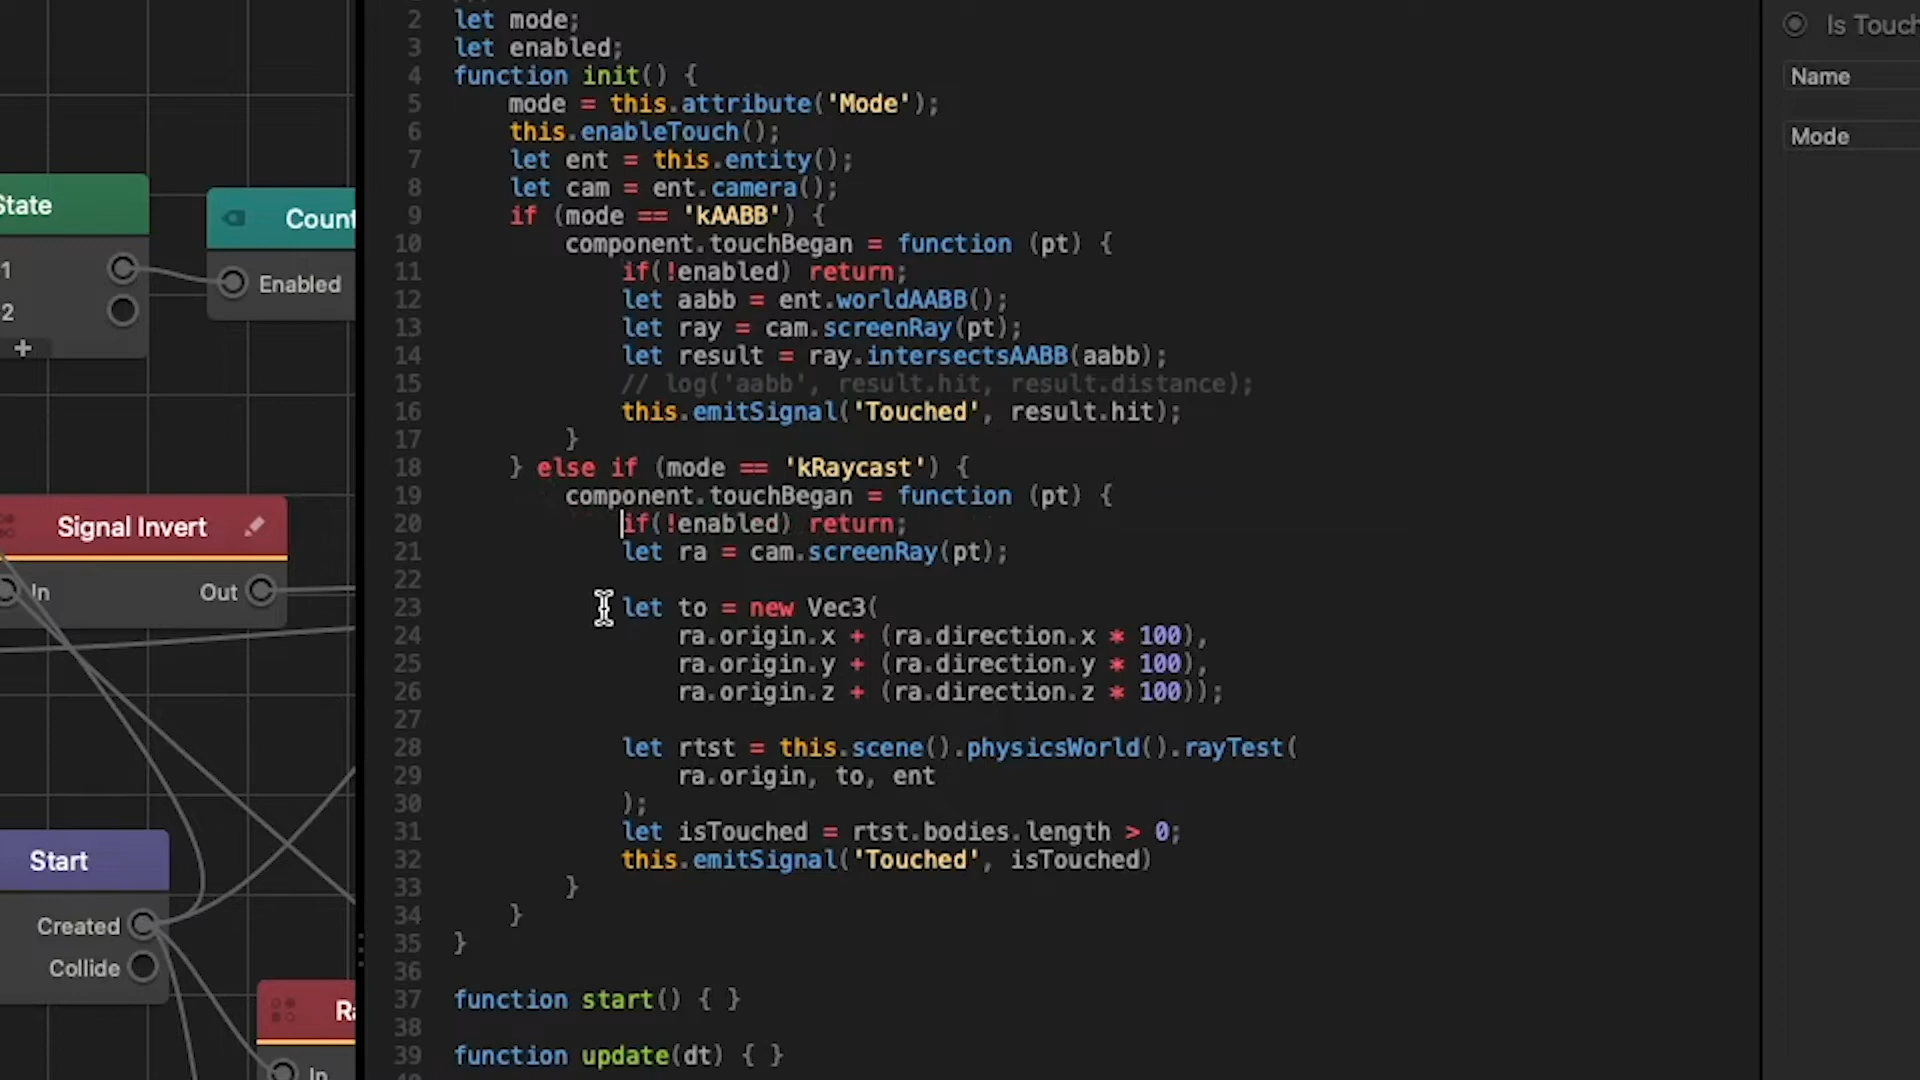 State
1
2
+
Count
Enabled
Signal Invert
In
Out
Start
Created
Collide
Ra
In
2 let mode;
3 let enabled;
4 function init() {
5 mode = this.attribute('Mode');
6 this.enableTouch();
7 let ent = this.entity();
8 let cam = ent.camera();
9 if (mode == 'kAABB') {
10 component.touchBegan = function (pt) {
11 if(!enabled) return;
12 let aabb = ent.worldAABB();
13 let ray = cam.screenRay(pt);
14 let result = ray.intersectsAABB(aabb);
15 // log('aabb', result.hit, result.distance);
16 this.emitSignal('Touched', result.hit);
17 }
18 } else if (mode == 'kRaycast') {
19 component.touchBegan = function (pt) {
20 if(!enabled) return;
21 let ra = cam.screenRay(pt);
22
23 let to = new Vec3(
24 ra.origin.x + (ra.direction.x * 100),
25 ra.origin.y + (ra.direction.y * 100),
26 ra.origin.z + (ra.direction.z * 100));
27
28 let rtst = this.scene().physicsWorld().rayTest(
29 ra.origin, to, ent
30 );
31 let isTouched = rtst.bodies.length > 0;
32 this.emitSignal('Touched', isTouched)
33 }
34 }
35 }
36
37 function start() { }
38
39 function update(dt) { }
Is Touch
Name
Mode